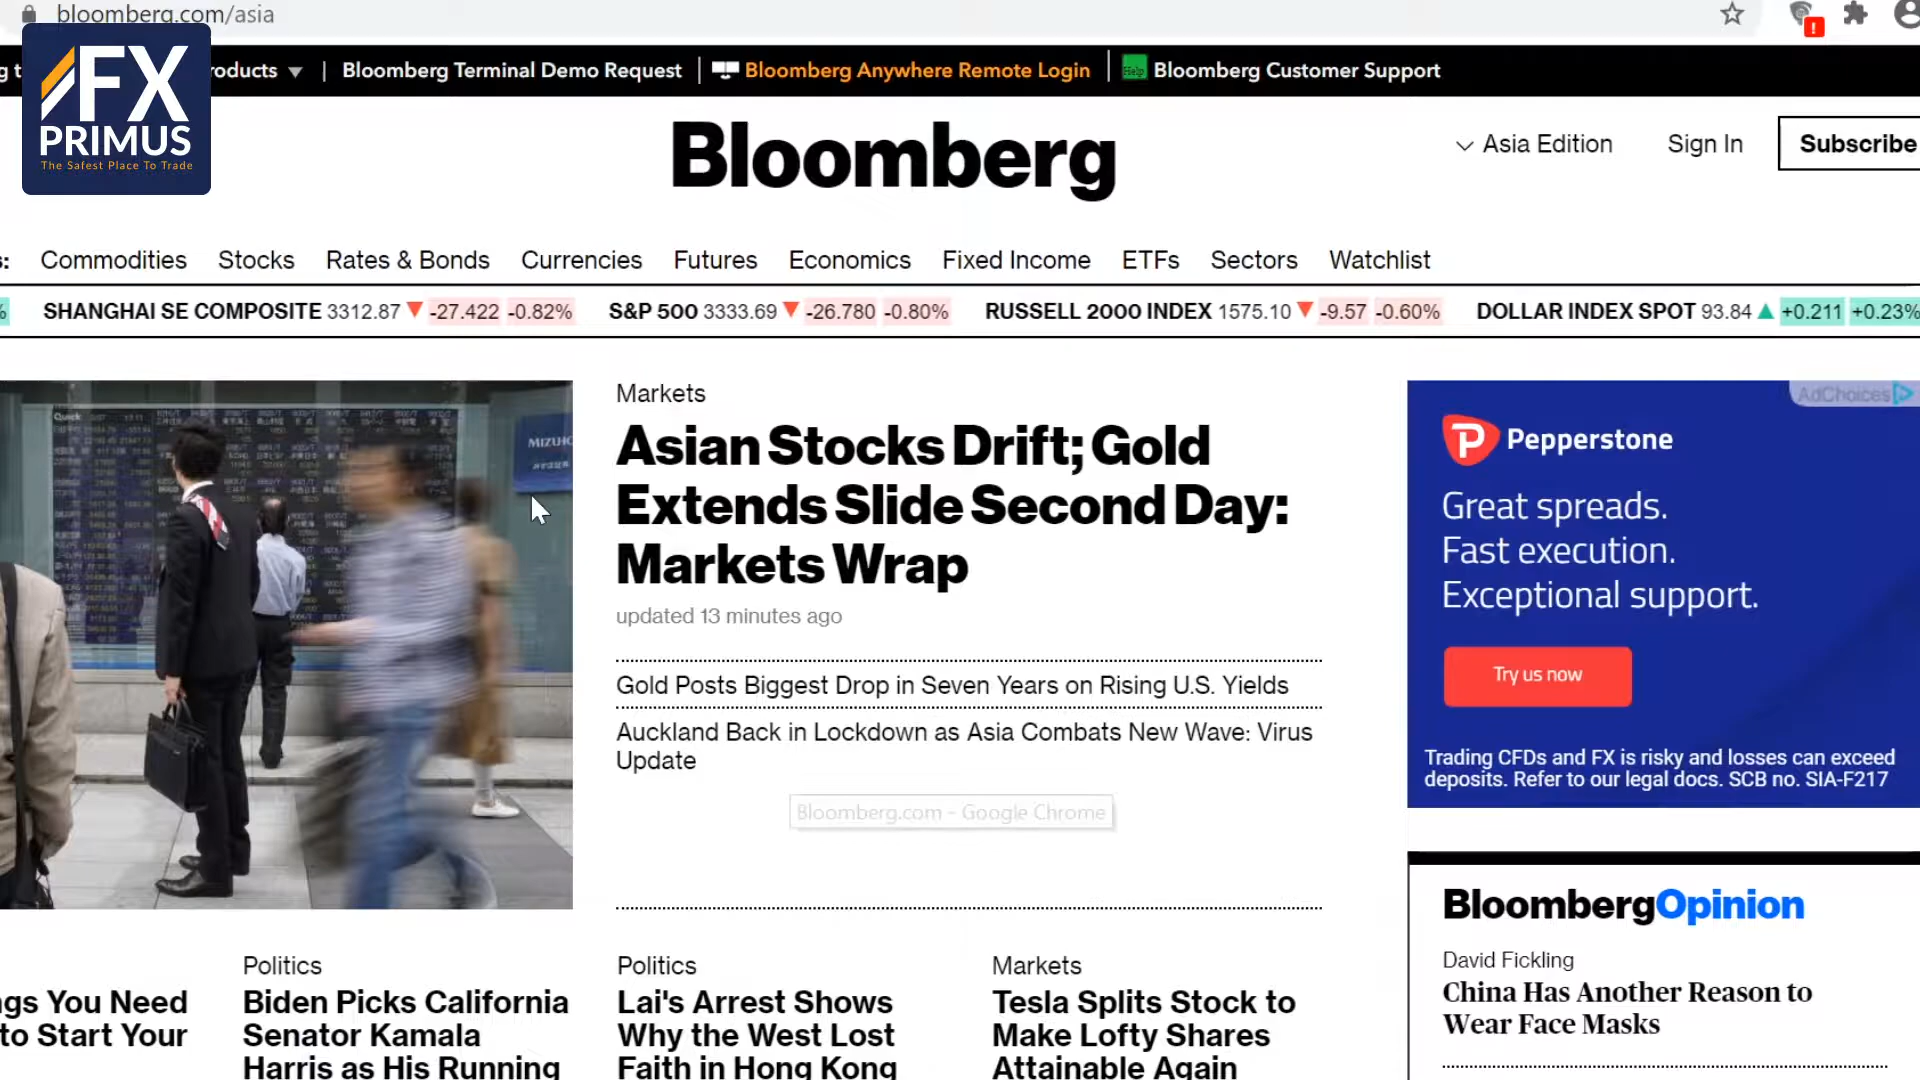 bloomberg.com/asia
FX
PRIMUS
The Safest Place To Trade
g t
roducts
Bloomberg Terminal Demo Request
Bloomberg Anywhere Remote Login
Help
Bloomberg Customer Support
Bloomberg
Asia Edition
Sign In
Subscribe
s:
Commodities
Stocks
Rates & Bonds
Currencies
Futures
Economics
Fixed Income
ETFs
Sectors
Watchlist
%
SHANGHAI SE COMPOSITE 3312.87 ▼ -27.422 -0.82%
S&P 500 3333.69 ▼ -26.780 -0.80%
RUSSELL 2000 INDEX 1575.10 ▼ -9.57 -0.60%
DOLLAR INDEX SPOT 93.84 ▲ +0.211 +0.23%
Quick
MIZUHO
Markets
Asian Stocks Drift; Gold
Extends Slide Second Day:
Markets Wrap
updated 13 minutes ago
Gold Posts Biggest Drop in Seven Years on Rising U.S. Yields
Auckland Back in Lockdown as Asia Combats New Wave: Virus
Update
Bloomberg.com - Google Chrome
AdChoices
Pepperstone
Great spreads.
Fast execution.
Exceptional support.
Try us now
Trading CFDs and FX is risky and losses can exceed
deposits. Refer to our legal docs. SCB no. SIA-F217
BloombergOpinion
David Fickling
China Has Another Reason to
Wear Face Masks
ngs You Need
to Start Your
Politics
Biden Picks California
Senator Kamala
Harris as His Running
Politics
Lai's Arrest Shows
Why the West Lost
Faith in Hong Kong
Markets
Tesla Splits Stock to
Make Lofty Shares
Attainable Again